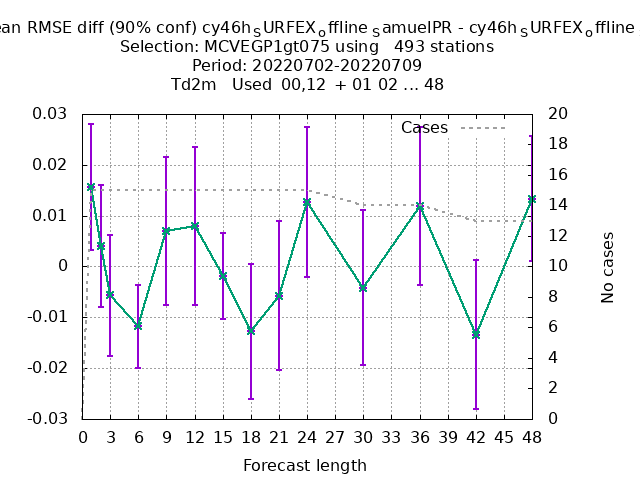 ean RMSE diff (90% conf) cy46h_SURFEX_offline_SamuelPR - cy46h_SURFEX_offline_S
Selection: MCVEGP1gt075 using 493 stations
Period: 20220702-20220709
Td2m Used 00,12 + 01 02 ... 48
Cases
0.03
0.02
0.01
0
-0.01
-0.02
-0.03
20
18
16
14
12
10
8
6
4
2
0
No cases
0 3 6 9 12 15 18 21 24 27 30 33 36 39 42 45 48
Forecast length